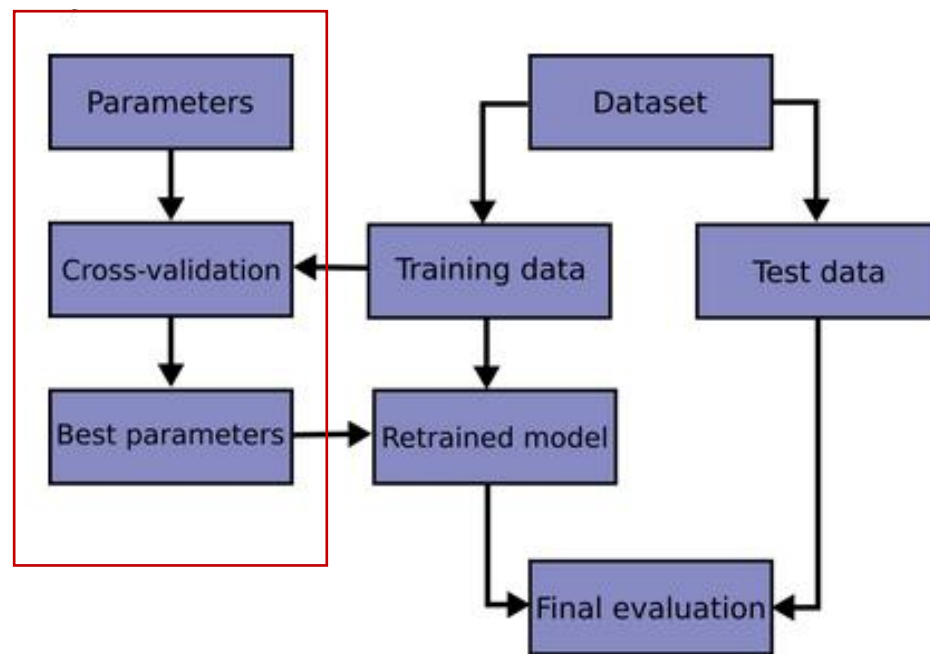 Parameters
Dataset
Cross-validation
Training data
Test data
Best parameters
Retrained model
Final evaluation